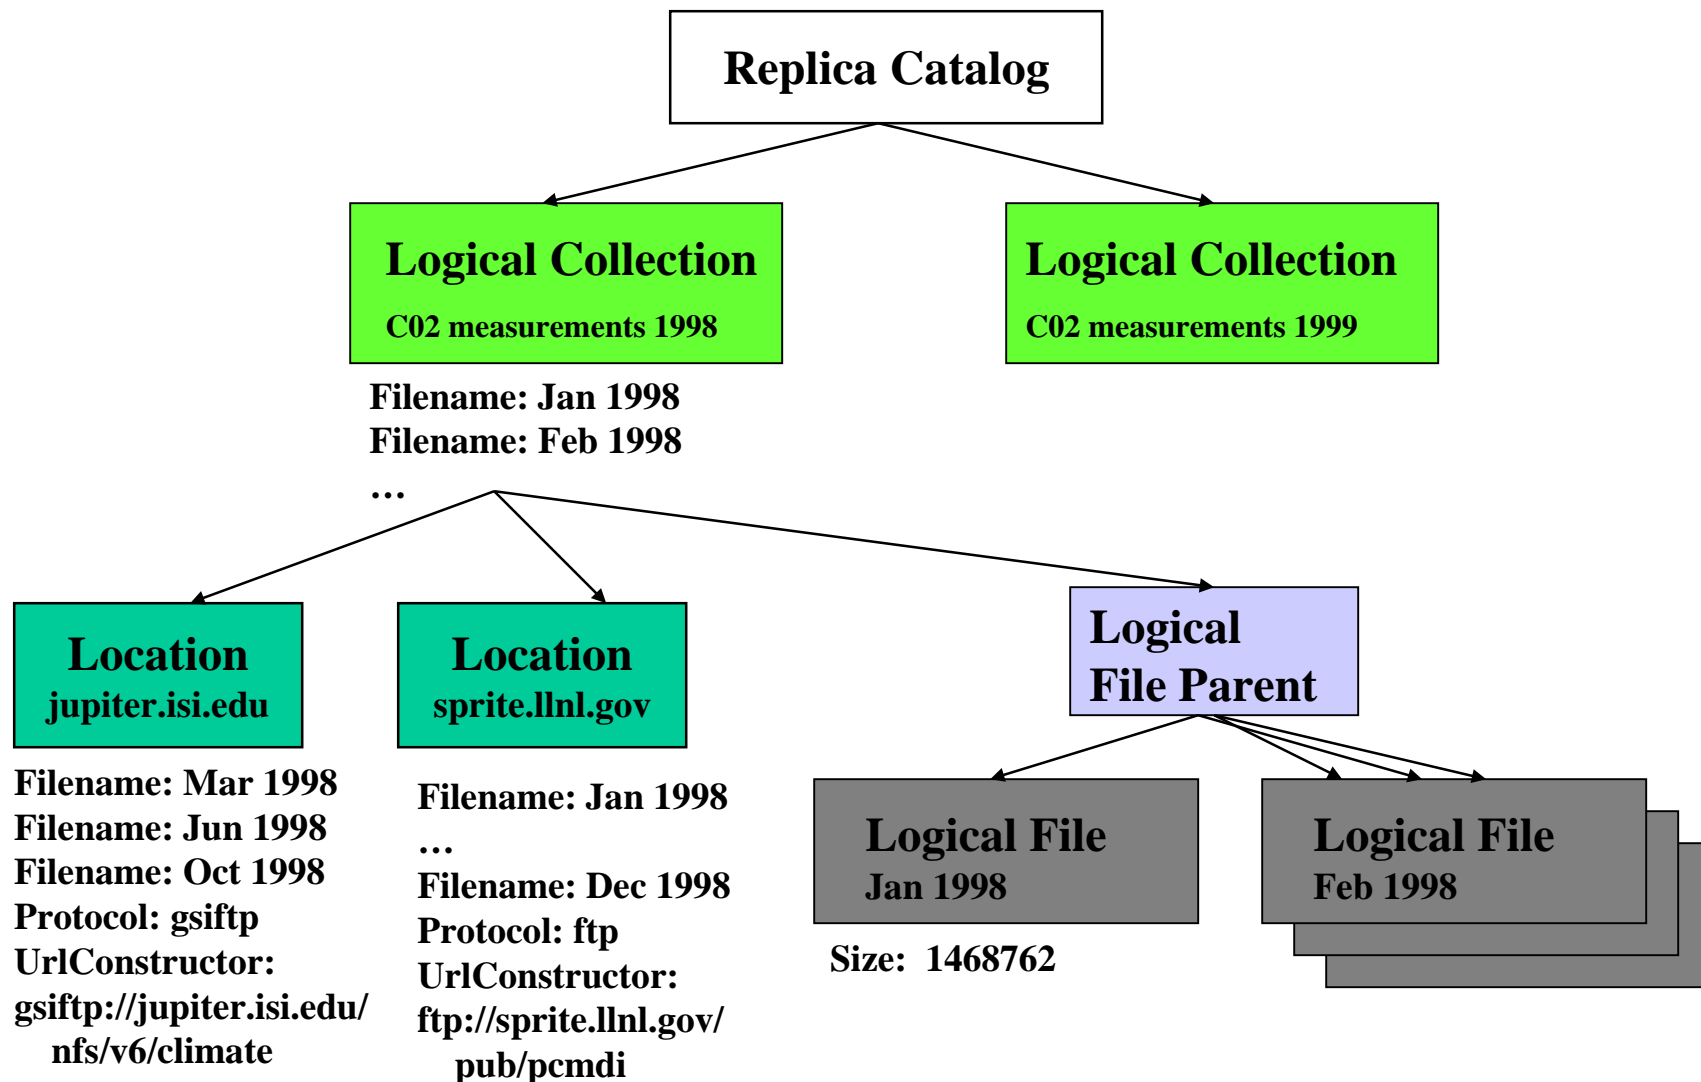 Replica Catalog
Logical Collection
C02 measurements 1998
Logical Collection
C02 measurements 1999
Filename: Jan 1998
Filename: Feb 1998
…
Location
jupiter.isi.edu
Location
sprite.llnl.gov
Logical
File Parent
Filename: Mar 1998
Filename: Jun 1998
Filename: Oct 1998
Protocol: gsiftp
UrlConstructor:
gsiftp://jupiter.isi.edu/
nfs/v6/climate
Filename: Jan 1998
…
Filename: Dec 1998
Protocol: ftp
UrlConstructor:
ftp://sprite.llnl.gov/
pub/pcmdi
Logical File
Jan 1998
Size: 1468762
Logical File
Feb 1998